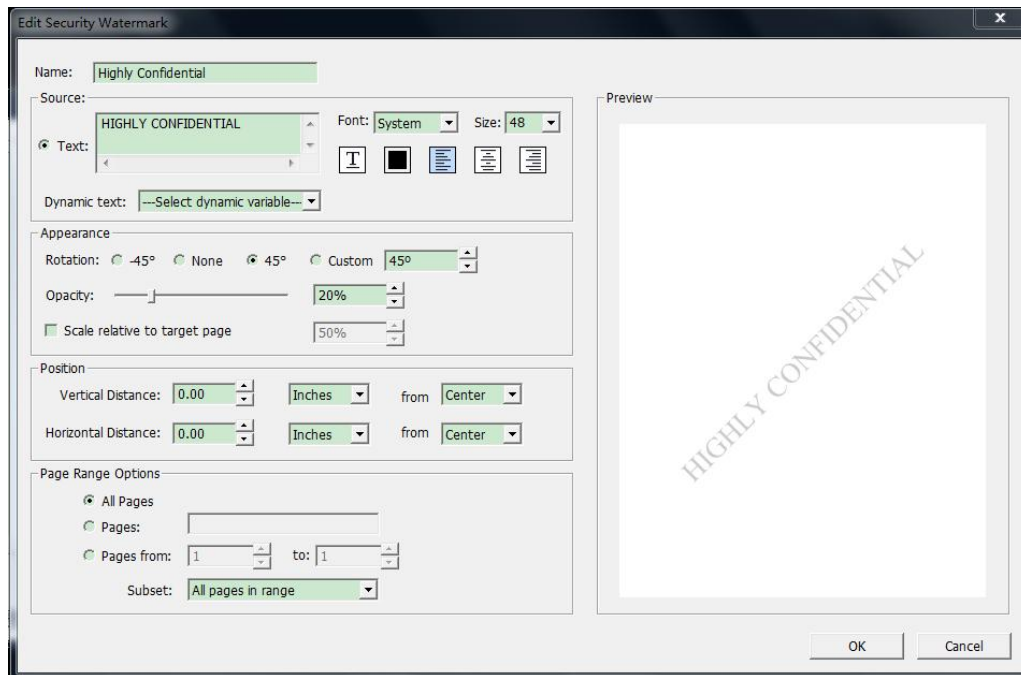 Edit Security Watermark
x
Name: Highly Confidential
Source:
Text: HIGHLY CONFIDENTIAL
Font: System Size: 48
T
Dynamic text: ---Select dynamic variable---
Appearance
Rotation: -45º None 45º Custom 45º
Opacity: 20%
Scale relative to target page 50%
Position
Vertical Distance: 0.00 Inches from Center
Horizontal Distance: 0.00 Inches from Center
Page Range Options
All Pages
Pages:
Pages from: 1 to: 1
Subset: All pages in range
Preview
HIGHLY CONFIDENTIAL
OK Cancel